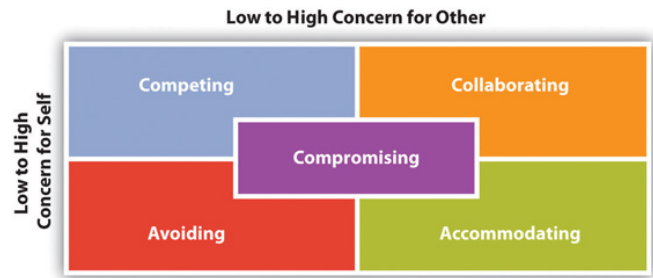 Low to High Concern for Other
Low to High
Concern for Self
Competing
Collaborating
Compromising
Avoiding
Accommodating